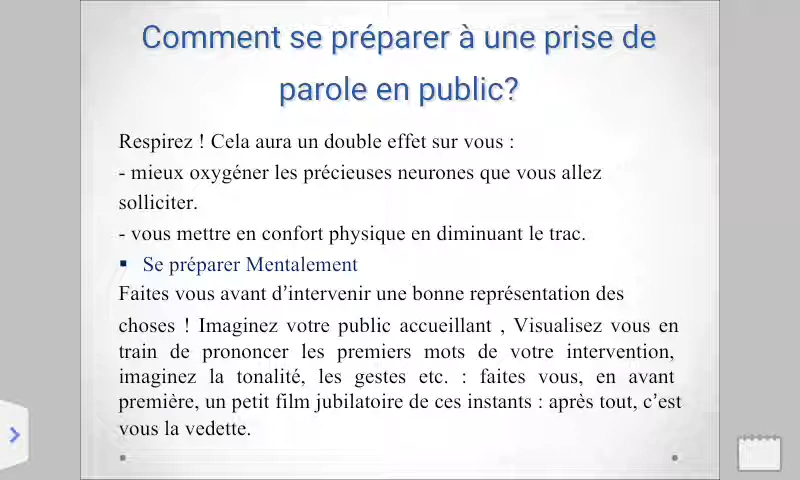 Comment se préparer à une prise de
parole en public?
Respirez ! Cela aura un double effet sur vous :
- mieux oxygéner les précieuses neurones que vous allez
solliciter.
- vous mettre en confort physique en diminuant le trac.
▪ Se préparer Mentalement
Faites vous avant d’intervenir une bonne représentation des
choses ! Imaginez votre public accueillant , Visualisez vous en
train de prononcer les premiers mots de votre intervention,
imaginez la tonalité, les gestes etc. : faites vous, en avant
première, un petit film jubilatoire de ces instants : après tout, c’est
vous la vedette.